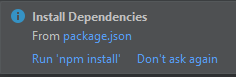 Install Dependencies
From package.json
Run 'npm install' Don't ask again